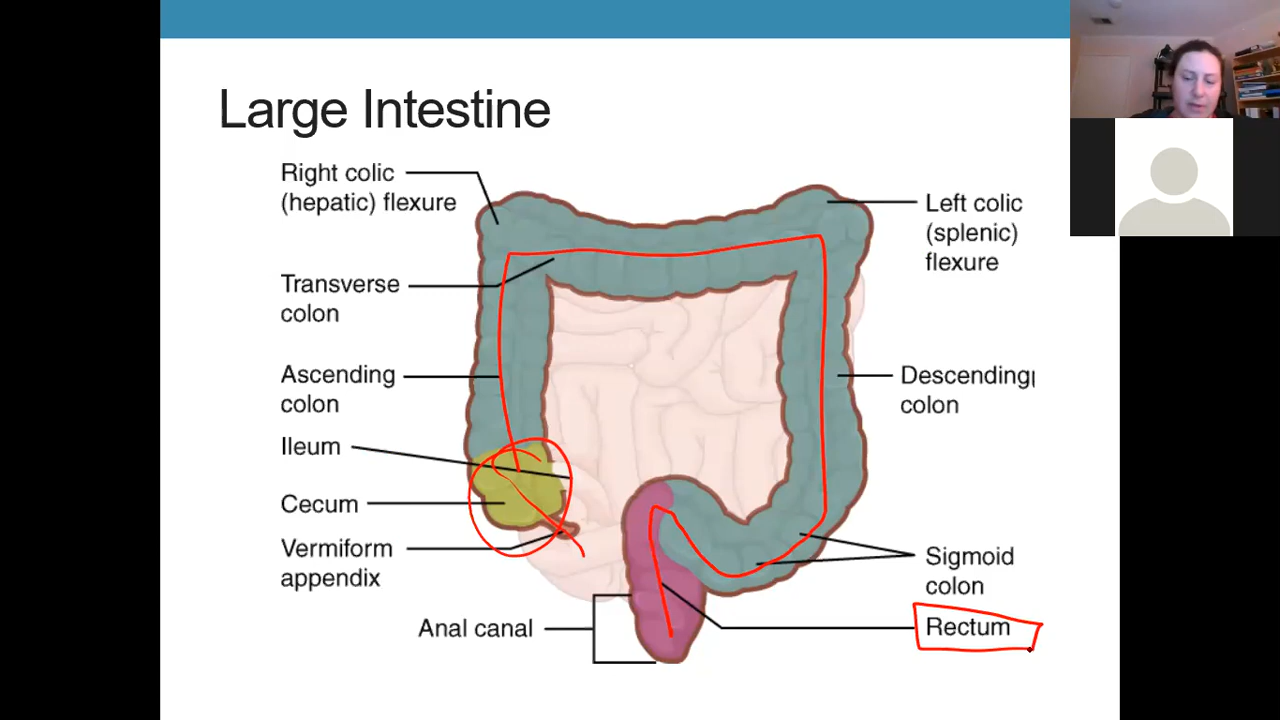 Large Intestine
Right colic
(hepatic) flexure
Transverse
colon
Ascending
colon
Ileum
Cecum
Vermiform
appendix
Anal canal
Left colic
(splenic)
flexure
Descending
colon
Sigmoid
colon
Rectum